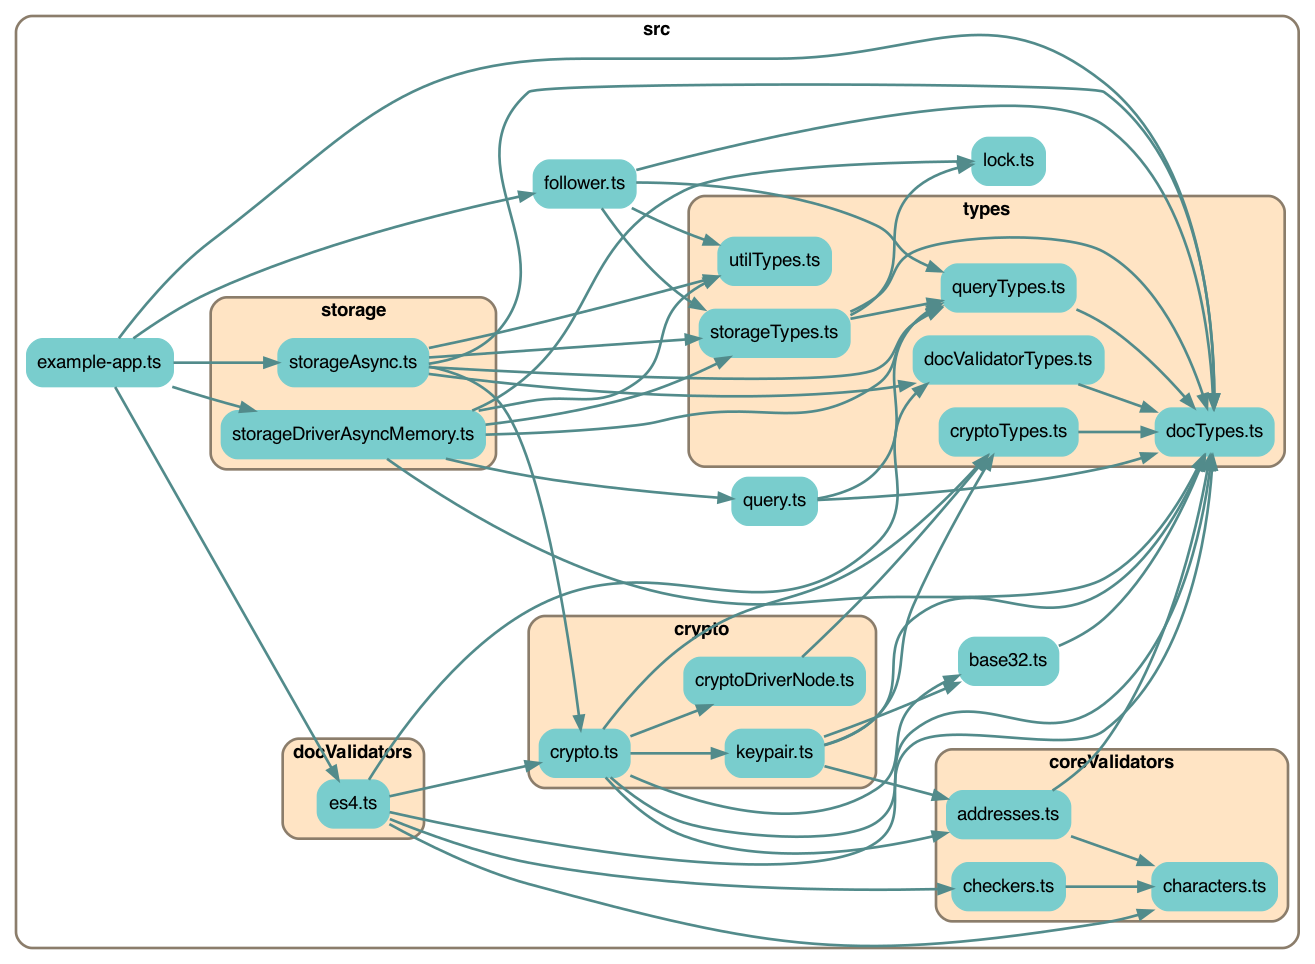 src
lock.ts
follower.ts
types
utilTypes.ts
queryTypes.ts
storage
storageTypes.ts
example-app.ts
storageAsync.ts
docValidatorTypes.ts
storageDriverAsyncMemory.ts
cryptoTypes.ts
docTypes.ts
query.ts
crypto
base32.ts
cryptoDriverNode.ts
docValidators
crypto.ts
keypair.ts
coreValidators
es4.ts
addresses.ts
checkers.ts
characters.ts